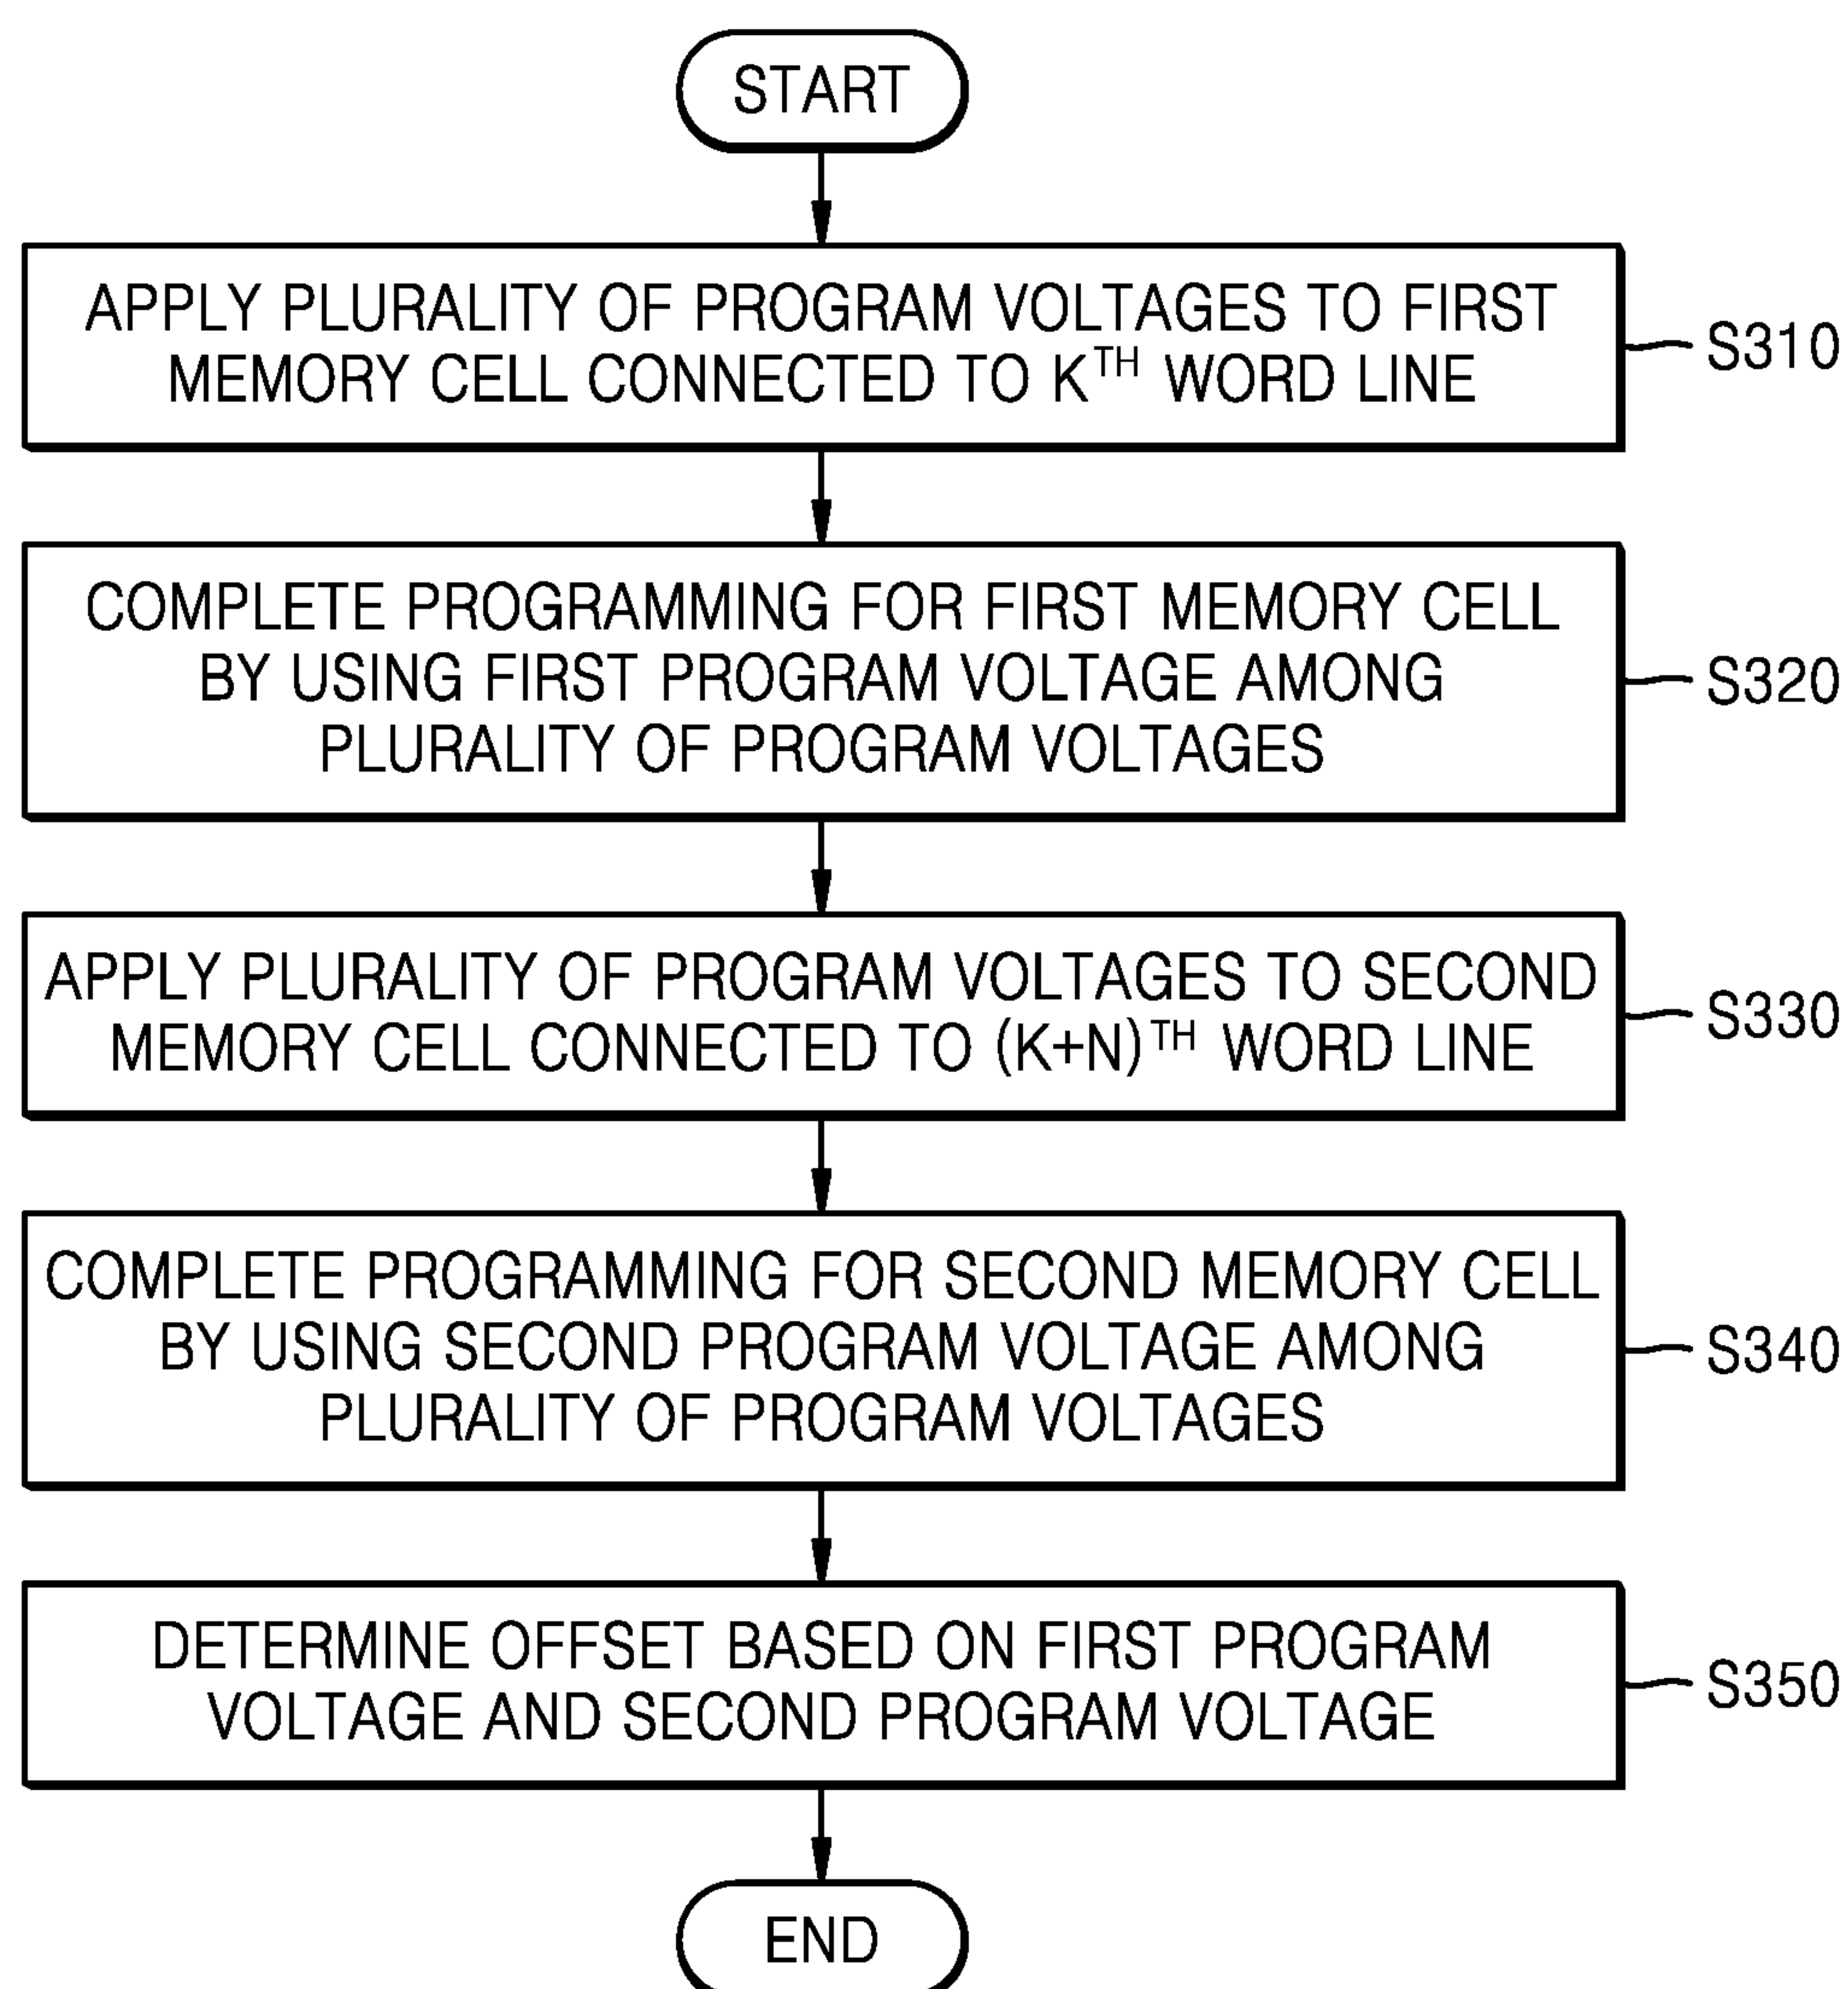 START
APPLY PLURALITY OF PROGRAM VOLTAGES TO FIRST
MEMORY CELL CONNECTED TO K^TH WORD LINE
S310
COMPLETE PROGRAMMING FOR FIRST MEMORY CELL
BY USING FIRST PROGRAM VOLTAGE AMONG
PLURALITY OF PROGRAM VOLTAGES
S320
APPLY PLURALITY OF PROGRAM VOLTAGES TO SECOND
MEMORY CELL CONNECTED TO (K+N)^TH WORD LINE
S330
COMPLETE PROGRAMMING FOR SECOND MEMORY CELL
BY USING SECOND PROGRAM VOLTAGE AMONG
PLURALITY OF PROGRAM VOLTAGES
S340
DETERMINE OFFSET BASED ON FIRST PROGRAM
VOLTAGE AND SECOND PROGRAM VOLTAGE
S350
END